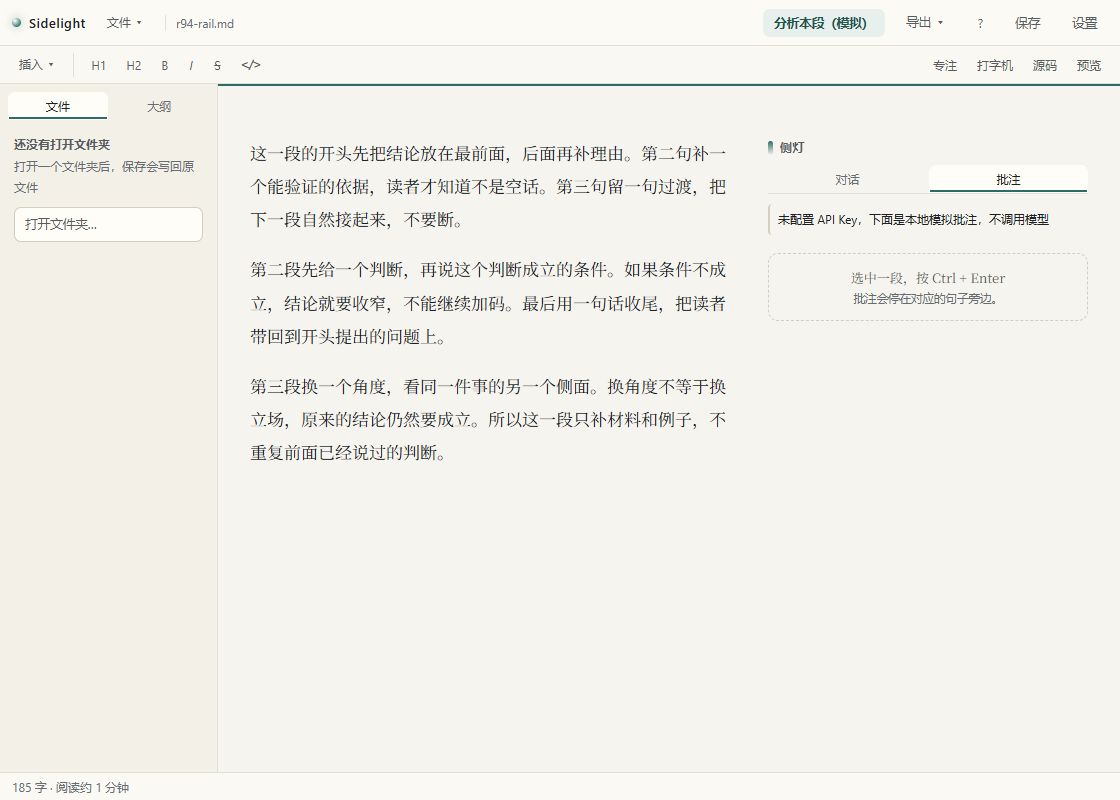 Sidelight 文件 ▾ r94-rail.md 分析本段（模拟） 导出 ▾ ? 保存 设置
插入 ▾ H1 H2 B I S </> 专注 打字机 源码 预览
文件 大纲
还没有打开文件夹
打开一个文件夹后，保存会写回原
文件
打开文件夹...
这一段的开头先把结论放在最前面，后面再补理由。第二句补一
个能验证的依据，读者才知道不是空话。第三句留一句过渡，把
下一段自然接起来，不要断。
第二段先给一个判断，再说这个判断成立的条件。如果条件不成
立，结论就要收窄，不能继续加码。最后用一句话收尾，把读者
带回到开头提出的问题上。
第三段换一个角度，看同一件事的另一个侧面。换角度不等于换
立场，原来的结论仍然要成立。所以这一段只补材料和例子，不
重复前面已经说过的判断。
侧灯
对话 批注
未配置 API Key，下面是本地模拟批注，不调用模型
选中一段，按 Ctrl + Enter
批注会停在对应的句子旁边。
185 字 · 阅读约 1 分钟